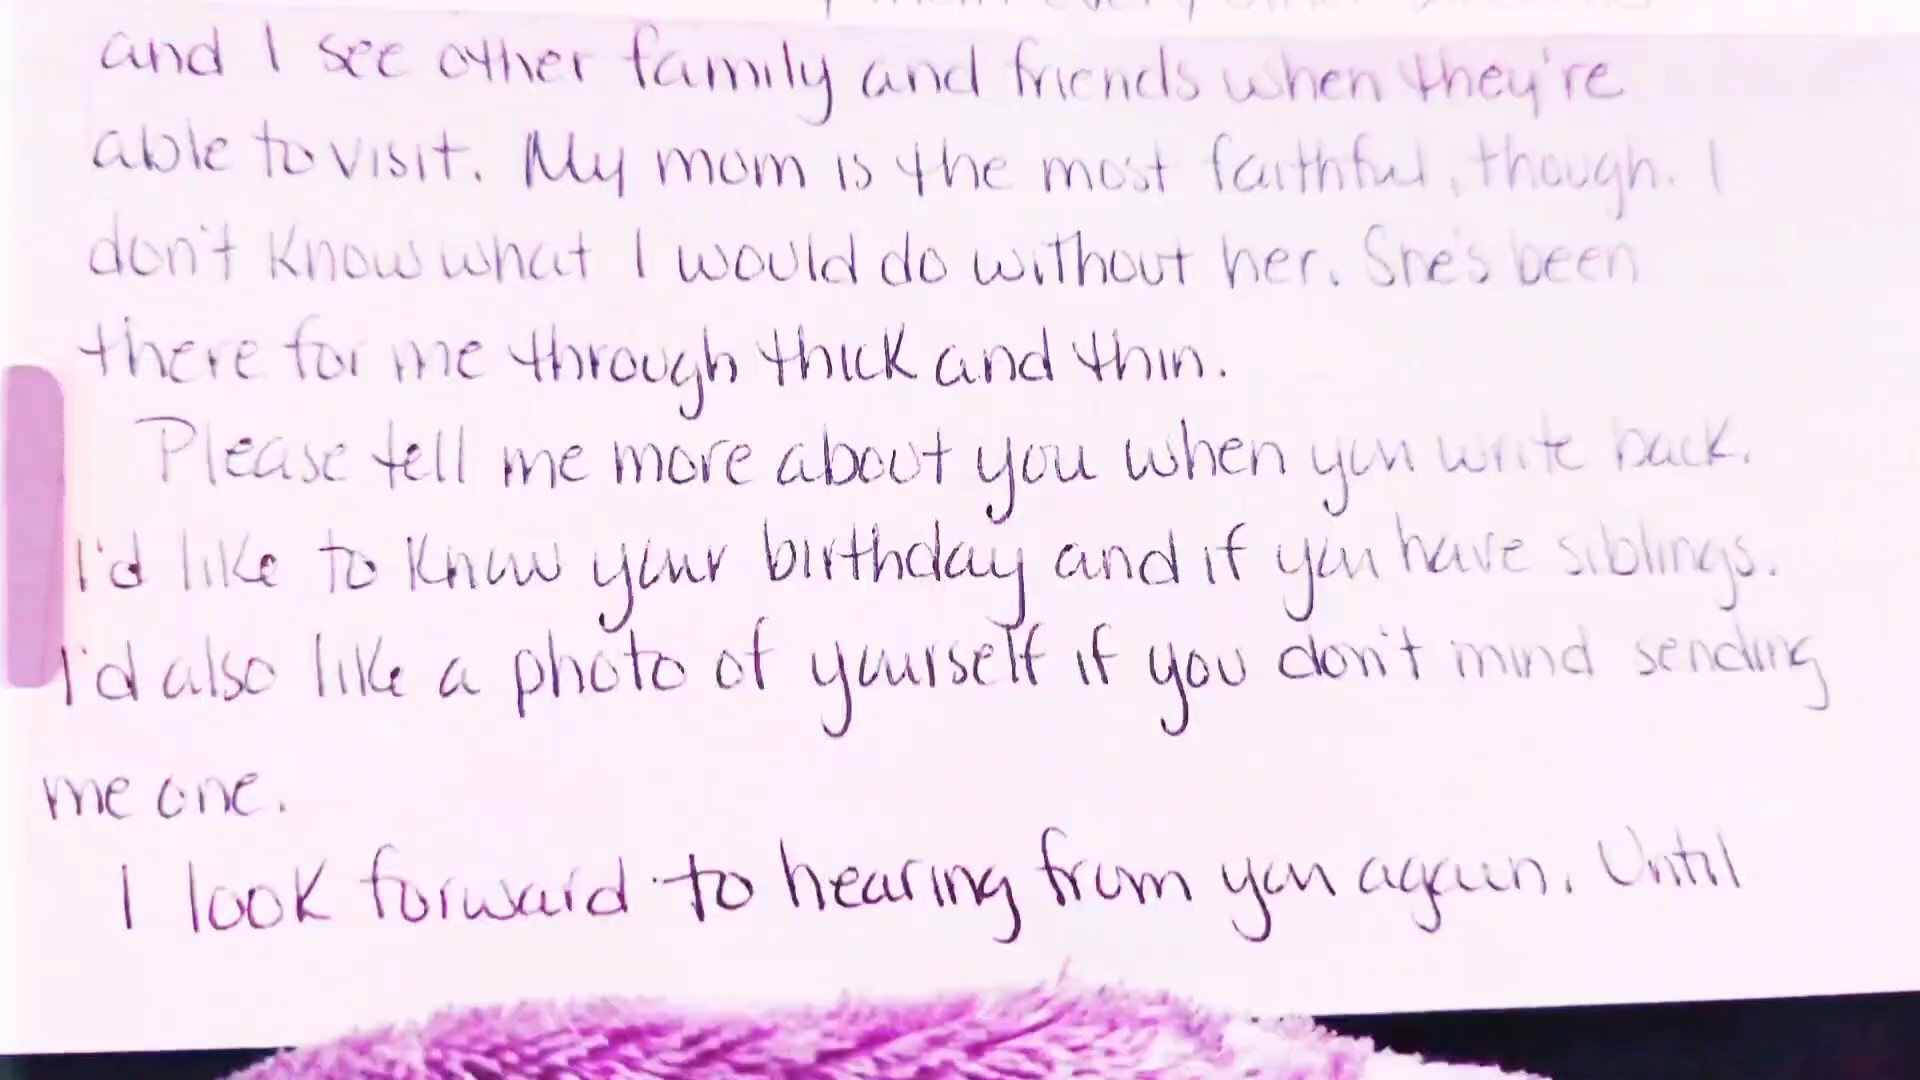 and I see other family and friends when they're
able to visit. My mom is the most faithful, though. I
don't know what I would do without her. She's been
there for me through thick and thin.
Please tell me more about you when you write back.
I'd like to know your birthday and if you have siblings.
I'd also like a photo of yourself if you don't mind sending
me one.
I look forward to hearing from you again. Until